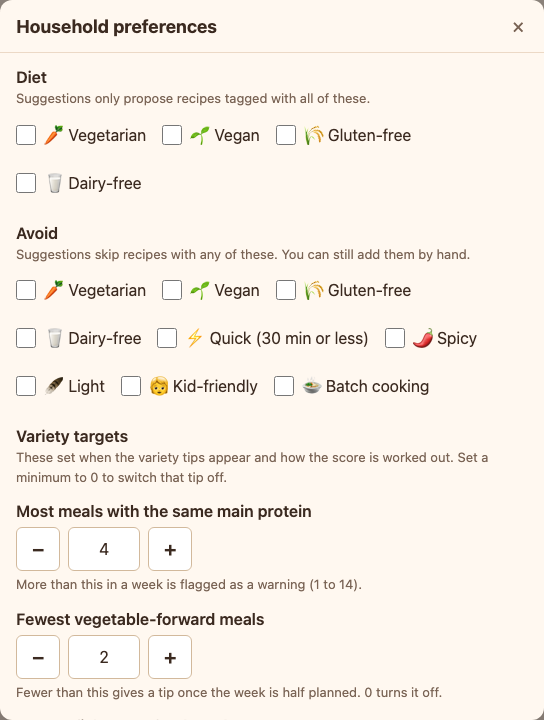 Household preferences ×
Diet
Suggestions only propose recipes tagged with all of these.
Vegetarian Vegan Gluten-free
Dairy-free
Avoid
Suggestions skip recipes with any of these. You can still add them by hand.
Vegetarian Vegan Gluten-free
Dairy-free Quick (30 min or less) Spicy
Light Kid-friendly Batch cooking
Variety targets
These set when the variety tips appear and how the score is worked out. Set a
minimum to 0 to switch that tip off.
Most meals with the same main protein
− 4 +
More than this in a week is flagged as a warning (1 to 14).
Fewest vegetable-forward meals
− 2 +
Fewer than this gives a tip once the week is half planned. 0 turns it off.